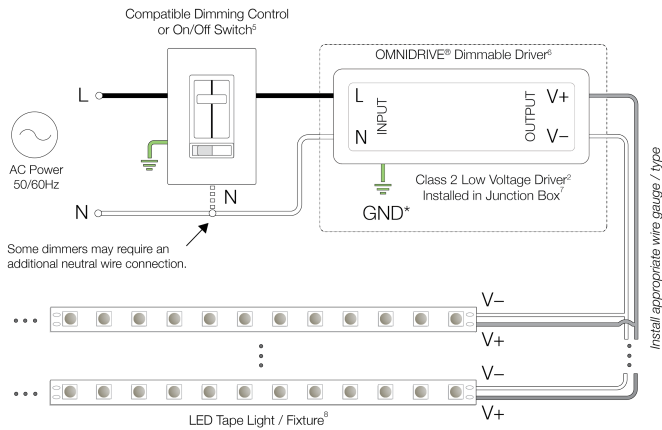 Compatible Dimming Control
or On/Off Switch⁵
OMNIDRIVE® Dimmable Driver⁶
L
L
N
INPUT
OUTPUT
V+
V–
AC Power
50/60Hz
N
N
GND*
Class 2 Low Voltage Driver²
Installed in Junction Box⁷
Some dimmers may require an
additional neutral wire connection.
Install appropriate wire gauge / type
V–
V+
V–
V+
LED Tape Light / Fixture⁸